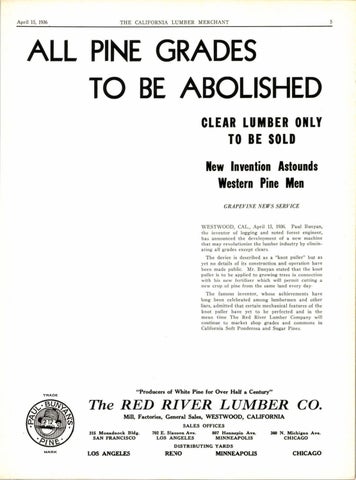 April 15, 1936 THE CALIFORNIA LUMBER MERCHANT 5
ALL PINE GRADES
TO BE ABOLISHED
CLEAR LUMBER ONLY
TO BE SOLD
New Invention Astounds
Western Pine Men
GRAPEVINE NEWS SERVICE
WESTWOOD, CAL., April 15, 1936. Paul Bunyan,
the inventor of logging and noted forest engineer,
has announced the development of a new machine
that may revolutionize the lumber industry by elimin-
ating all grades except clears.
The device is described as a "knot puller" but as
yet no details of its construction and operation have
been made public. Mr. Bunyan stated that the knot
puller is to be applied to growing trees in connection
with his new fertilizer which will permit cutting a
new crop of pine from the same land every day.
The famous inventor, whose achievements have
long been celebrated among lumbermen and other
liars, admitted that certain mechanical features of the
knot puller have yet to be perfected and in the
mean time The Red River Lumber Company will
continue to market shop grades and commons in
California Soft Ponderosa and Sugar Pines.
"Producers of White Pine for Over Half a Century"
The RED RIVER LUMBER CO.
Mill, Factories, General Sales, WESTWOOD, CALIFORNIA
SALES OFFICES
315 Monadnock Bldg. 702 E. Slauson Ave. 807 Hennepin Ave. 360 N. Michigan Ave.
SAN FRANCISCO LOS ANGELES MINNEAPOLIS CHICAGO
DISTRIBUTING YARDS
LOS ANGELES RENO MINNEAPOLIS CHICAGO
TRADE
PAUL BUNYAN'S
PINE
MARK